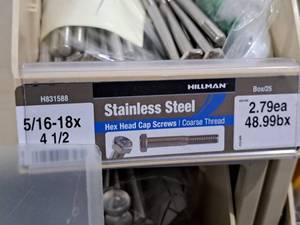 HILLMAN
H831588
Box/25
Stainless Steel
Hex Head Cap Screws | Coarse Thread
5/16-18x
4 1/2
2.79ea
48.99bx